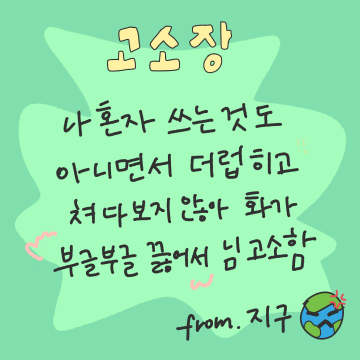 고소장
나 혼자 쓰는 것도
아니면서 더럽히고
쳐다보지 않아 화가
부글부글 끓어서 님 고소함
from. 지구